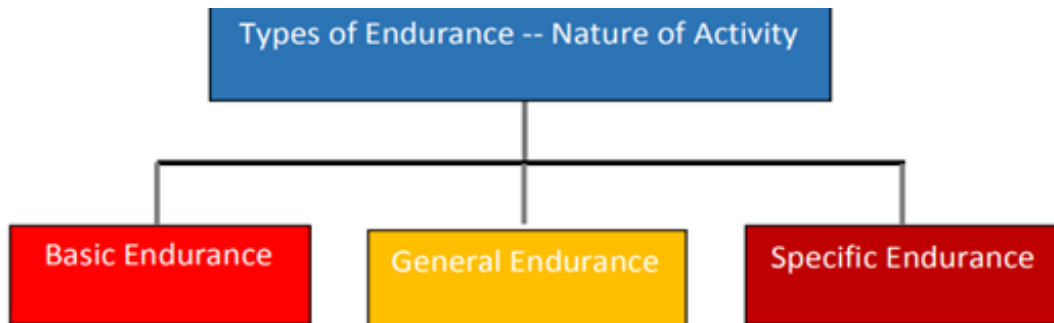 Types of Endurance -- Nature of Activity
Basic Endurance
General Endurance
Specific Endurance